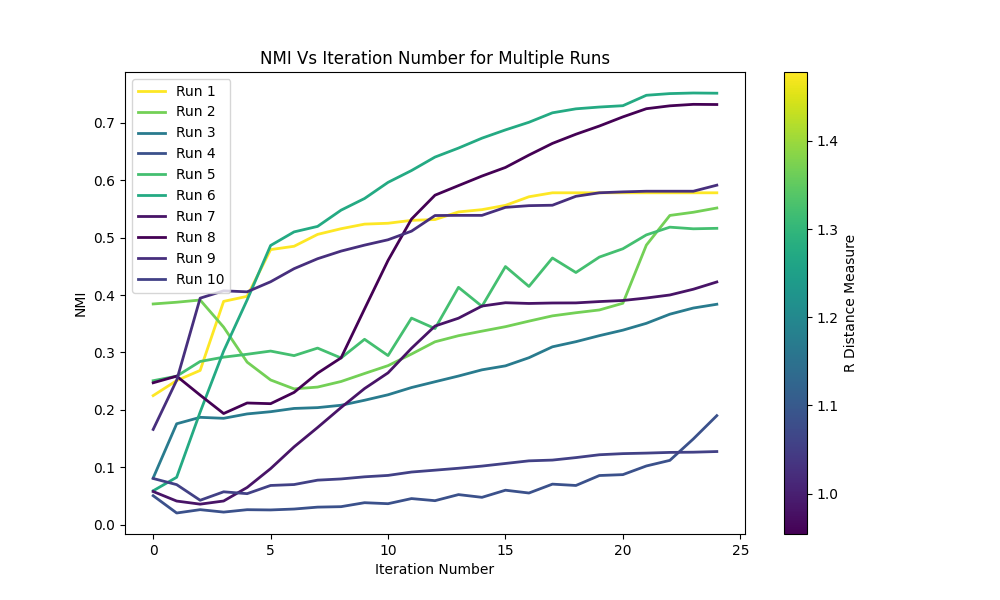 NMI Vs Iteration Number for Multiple Runs
Run 1
Run 2
Run 3
Run 4
Run 5
Run 6
Run 7
Run 8
Run 9
Run 10
NMI
0.7
0.6
0.5
0.4
0.3
0.2
0.1
0.0
0
5
10
15
20
25
Iteration Number
1.4
1.3
1.2
1.1
1.0
R Distance Measure